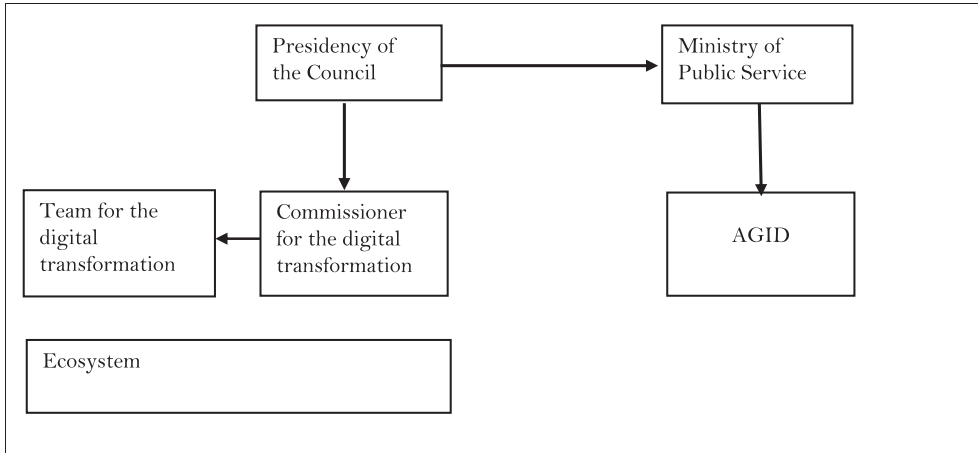 Presidency of
the Council
Ministry of
Public Service
Team for the
digital
transformation
Commissioner
for the digital
transformation
AGID
Ecosystem